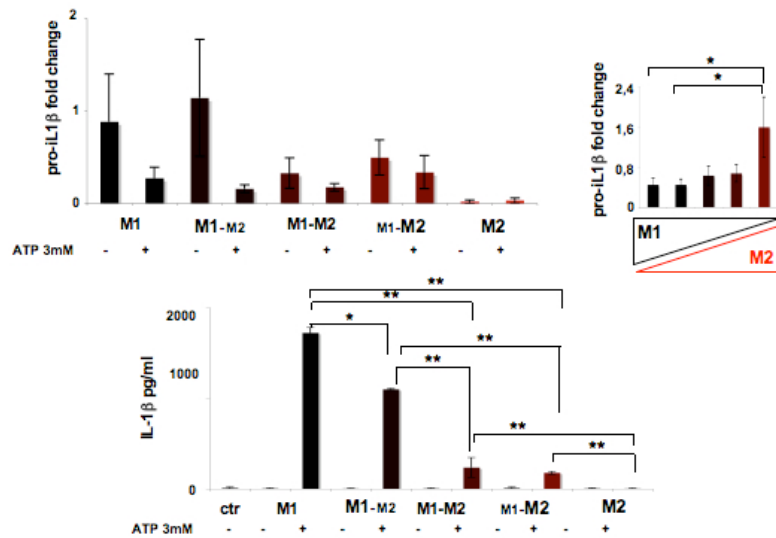 2
1
0
pro-iL1β fold change
M1 M1-M2 M1-M2 M1-M2 M2
ATP 3mM - + - + - + - + - +
* 
*
2,4
1,6
0,8
0
pro-iL1β fold change
M1
M2
**
**
*
**
**
**
**
2000
1000
0
IL-1β pg/ml
ctr M1 M1-M2 M1-M2 M1-M2 M2
ATP 3mM - - + - + - + - + - +